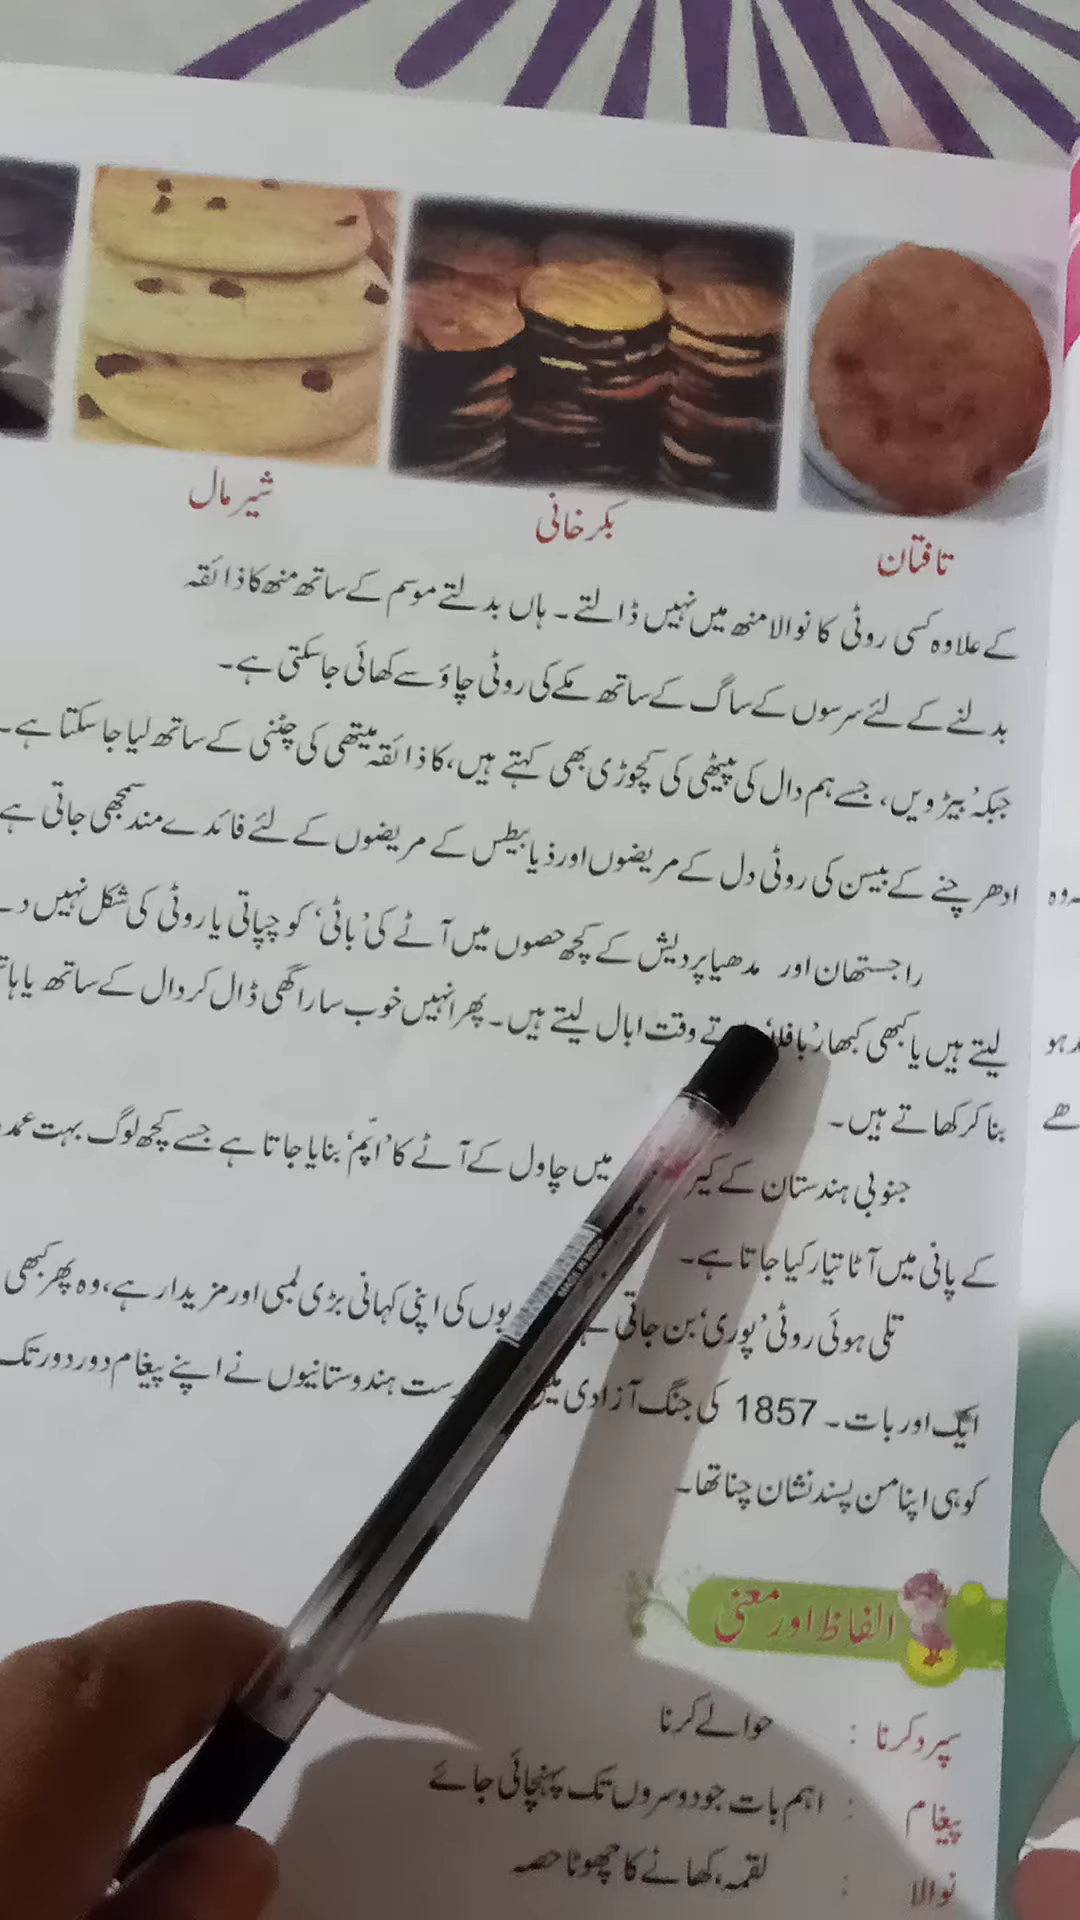 تافتان
بکرخانی
شیرمال
کے علاوہ کسی روٹی کا نوالا منھ میں نہیں ڈالتے۔ ہاں بدلتے موسم کے ساتھ منھ کا ذائقہ
بدلنے کے لئے سرسوں کے ساگ کے ساتھ مکے کی روٹی چاؤ سے کھائی جا سکتی ہے۔
جبکہ 'بیڑویں، جسے ہم دال کی پیٹھی کی کچوڑی بھی کہتے ہیں، کا ذائقہ میتھی کی چٹنی کے ساتھ لیا جا سکتا ہے۔
ادھر چنے کے بیسن کی روٹی دل کے مریضوں اور ذیابیطس کے مریضوں کے لئے فائدے مند سمجھی جاتی ہے
راجستھان اور مدھیا پردیش کے کچھ حصوں میں آٹے کی 'باٹی' کو چپاتی یا روٹی کی شکل نہیں
لیتے ہیں یا کبھی کبھار 'بافلا' وقت ابال لیتے ہیں۔ پھر انہیں خوب سارا گھی ڈال کر دال کے ساتھ یا
بنا کر کھاتے ہیں۔
جنوبی ہندستان کے میں چاول کے آٹے کا 'اپّم' بنایا جاتا ہے جسے کچھ لوگ بہت
کے پانی میں آٹا تیار کیا جاتا ہے۔
تلی ہوئی روٹی 'پوری' بن جاتی کی اپنی کہانی بڑی لمبی اور مزیدار ہے، وہ پھر کبھی
ایک اور بات۔ 1857 کی جنگ آزادی میں ہندوستانیوں نے اپنے پیغام دور دور تک
کو ہی اپنا من پسند نشان چنا تھا۔
الفاظ اور معنی
سپرد کرنا : حوالے کرنا
پیغام : اہم بات جو دوسروں تک پہنچائی جائے
نوالا : لقمہ، کھانے کا چھوٹا حصہ